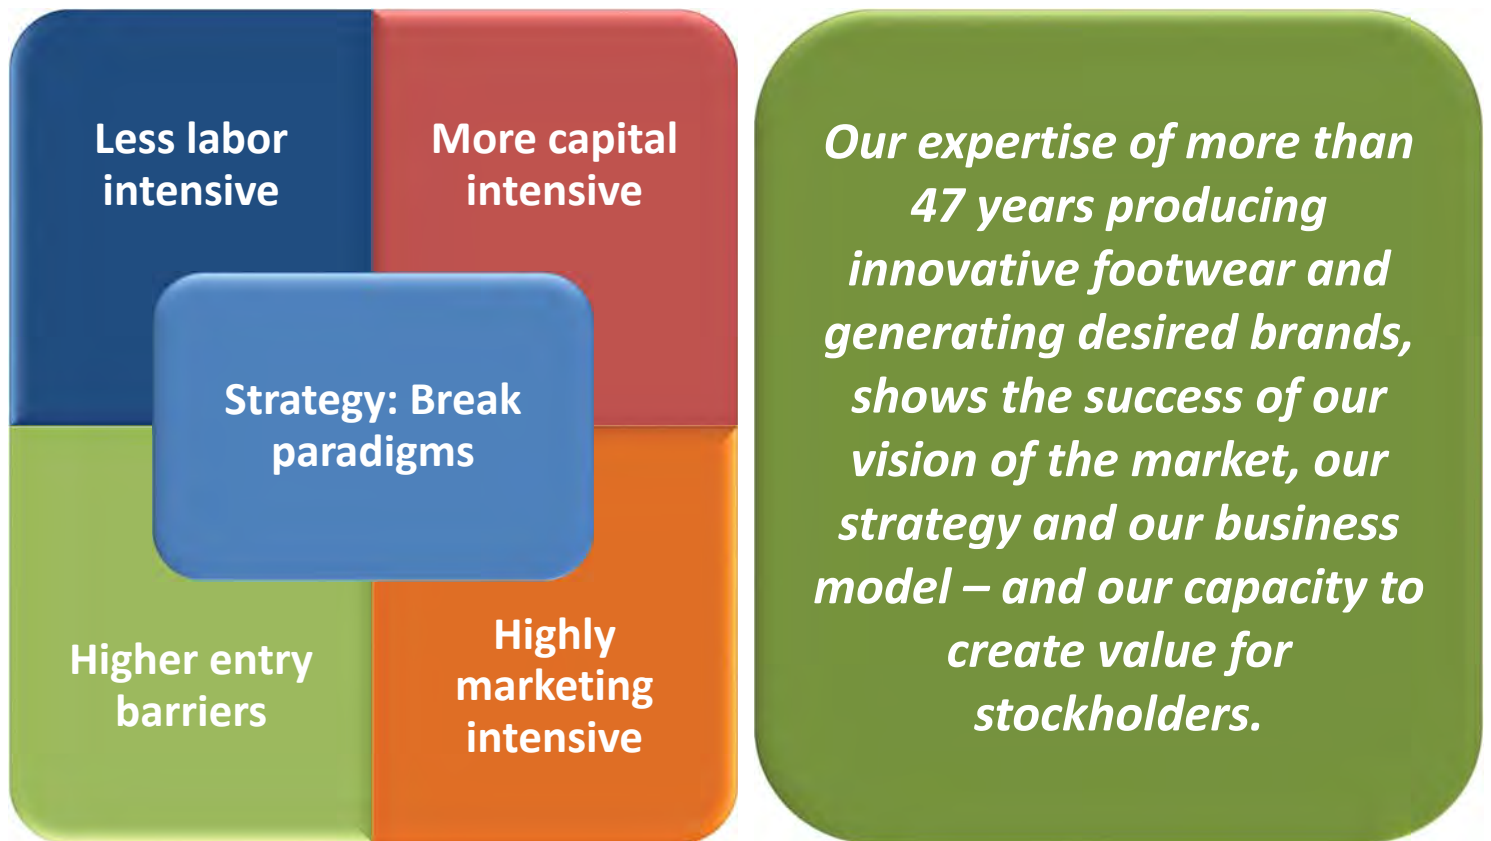 Less labor
intensive
More capital
intensive
Strategy: Break
paradigms
Higher entry
barriers
Highly
marketing
intensive
Our expertise of more than
47 years producing
innovative footwear and
generating desired brands,
shows the success of our
vision of the market, our
strategy and our business
model – and our capacity to
create value for
stockholders.